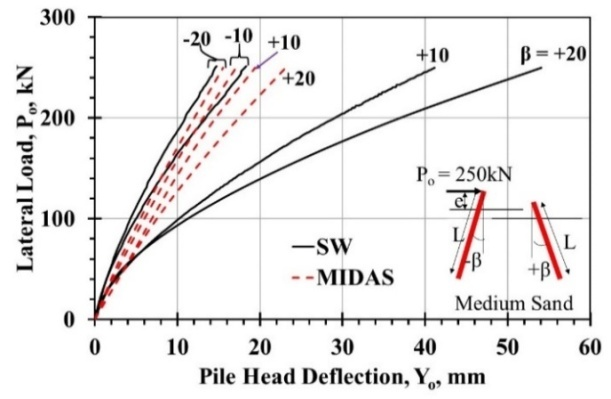 300
200
100
0
Lateral Load, Pₒ, kN
-20 -10 +10
+20
+10
β = +20
Pₒ = 250kN
e
L
-β
+β
L
Medium Sand
SW
MIDAS
0 10 20 30 40 50 60
Pile Head Deflection, Yₒ, mm